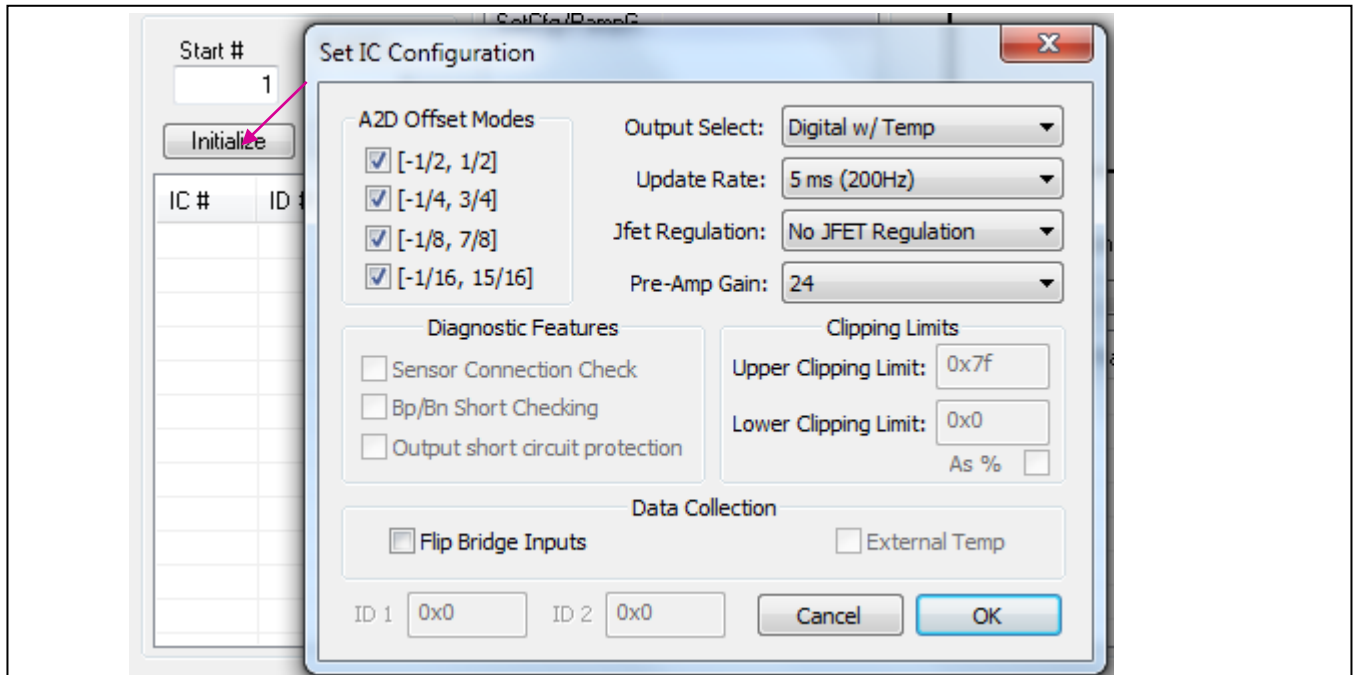 SetCfg/RampG
Start #
1
Initialize
IC #
ID #
Set IC Configuration
A2D Offset Modes
[-1/2, 1/2]
[-1/4, 3/4]
[-1/8, 7/8]
[-1/16, 15/16]
Output Select: Digital w/ Temp
Update Rate: 5 ms (200Hz)
Jfet Regulation: No JFET Regulation
Pre-Amp Gain: 24
Diagnostic Features
Sensor Connection Check
Bp/Bn Short Checking
Output short circuit protection
Clipping Limits
Upper Clipping Limit: 0x7f
Lower Clipping Limit: 0x0
As %
Data Collection
Flip Bridge Inputs
External Temp
ID 1 0x0 ID 2 0x0
Cancel
OK